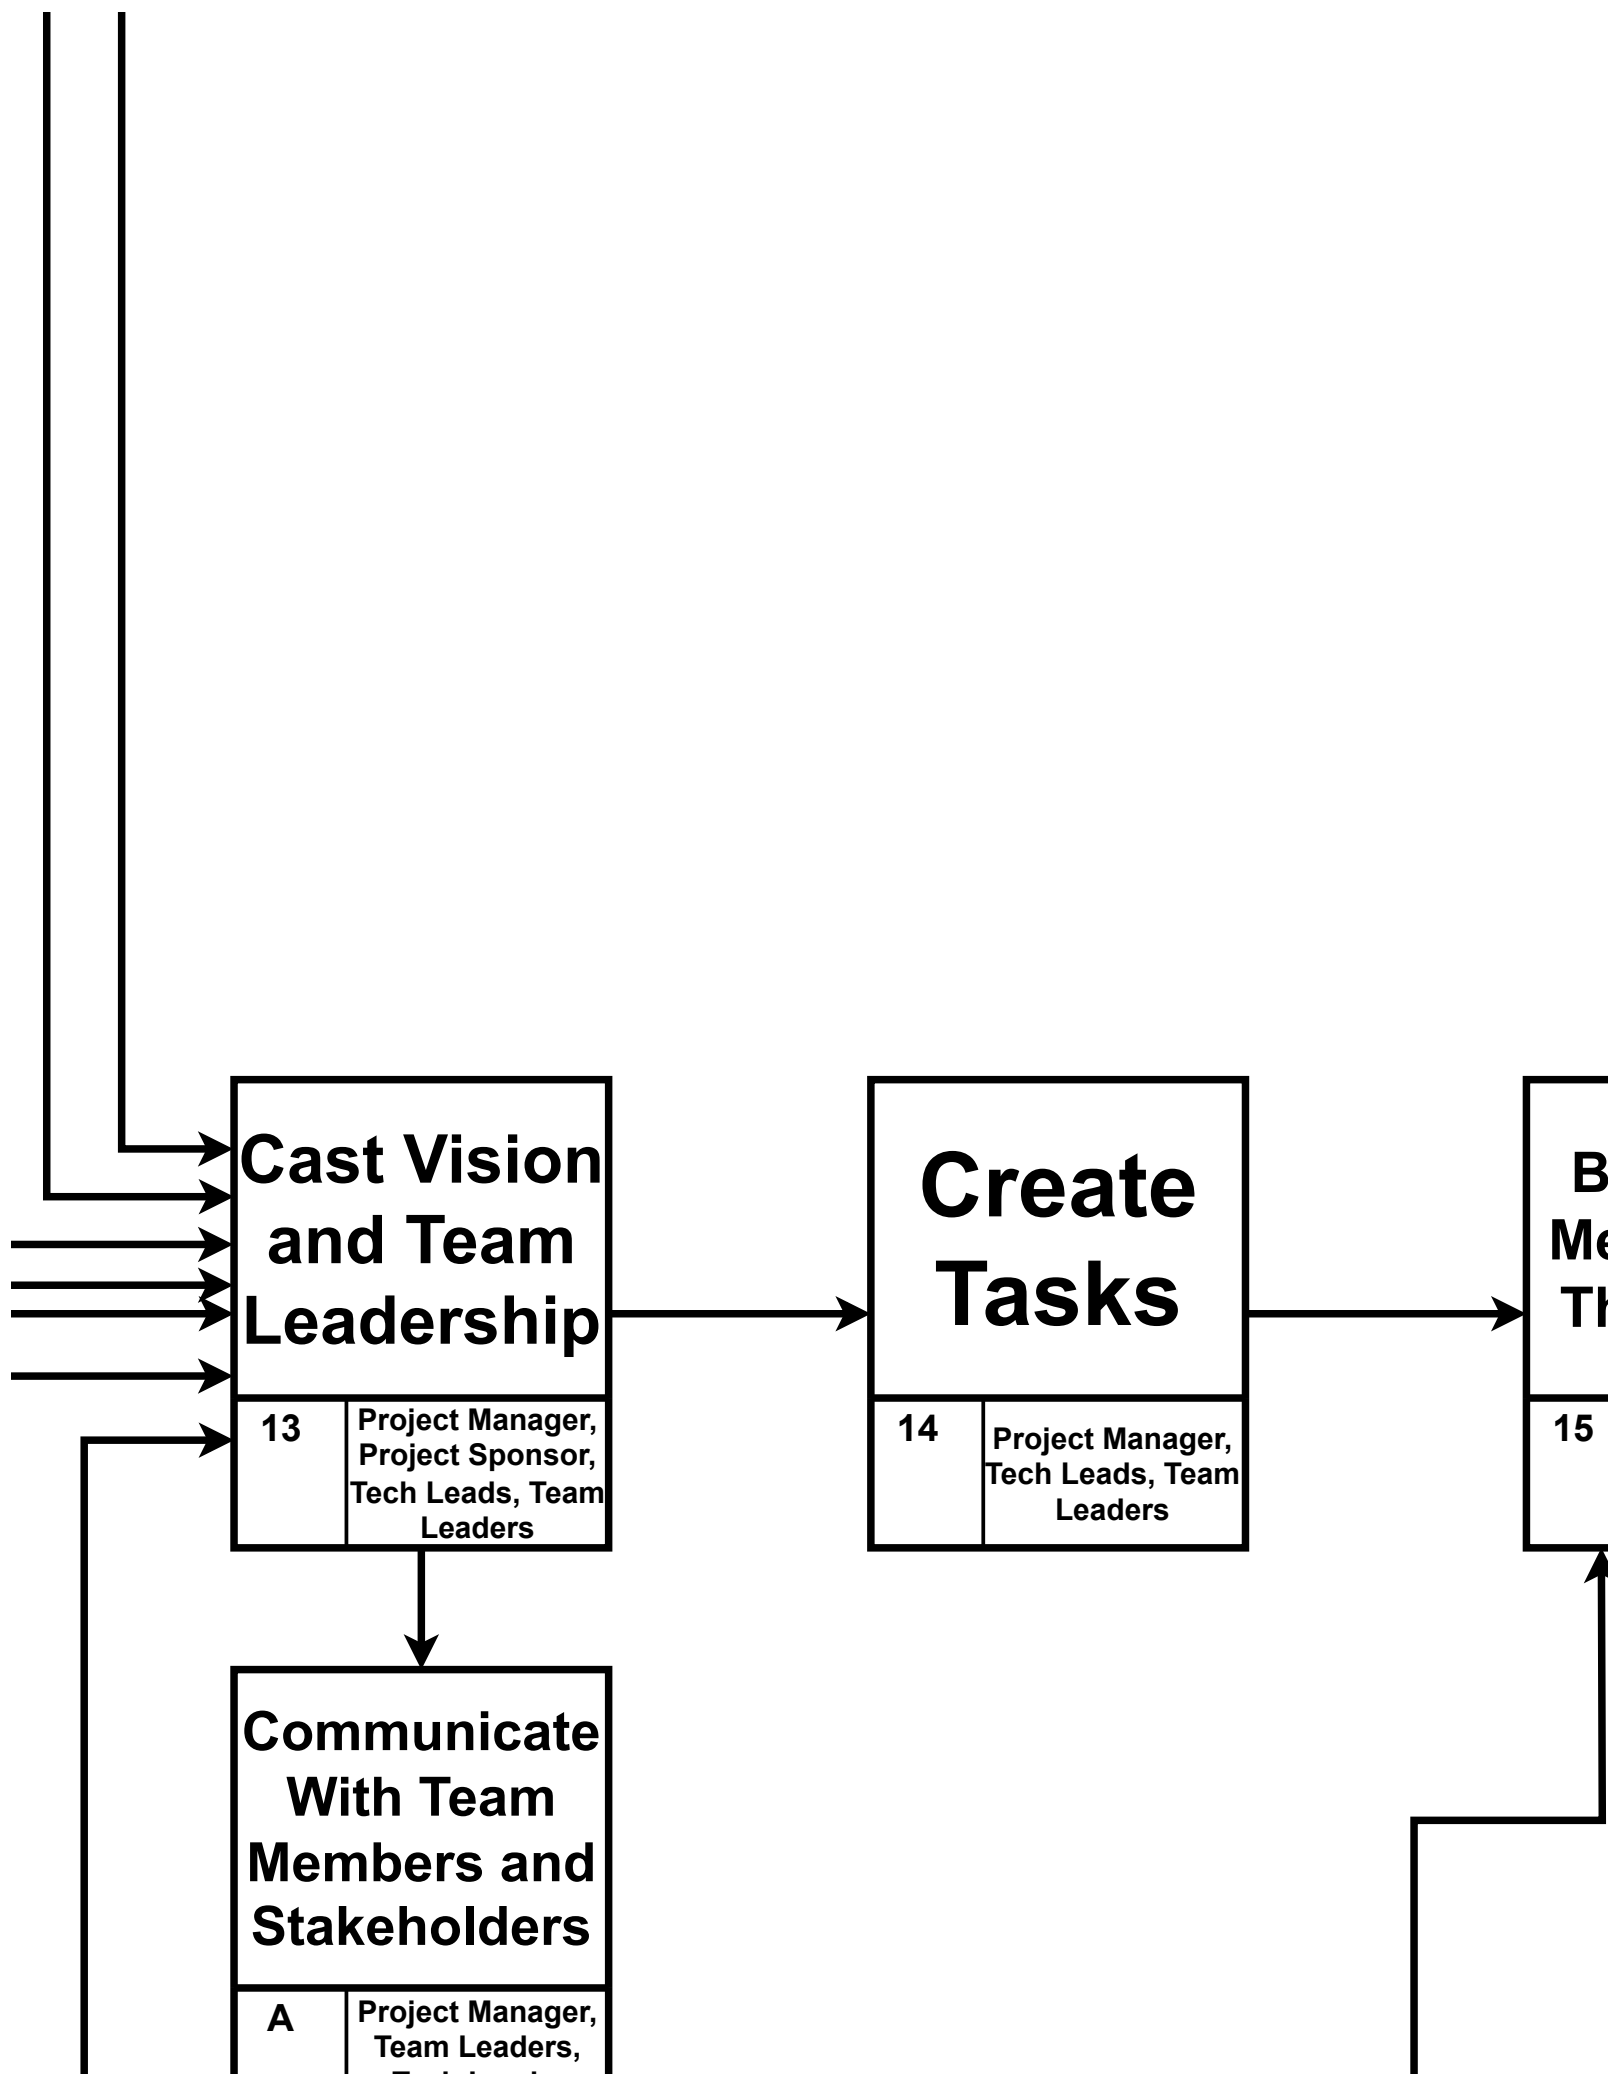 Cast Vision
and Team
Leadership
13
Project Manager,
Project Sponsor,
Tech Leads, Team
Leaders
Create
Tasks
14
Project Manager,
Tech Leads, Team
Leaders
15
Communicate
With Team
Members and
Stakeholders
A
Project Manager,
Team Leaders,